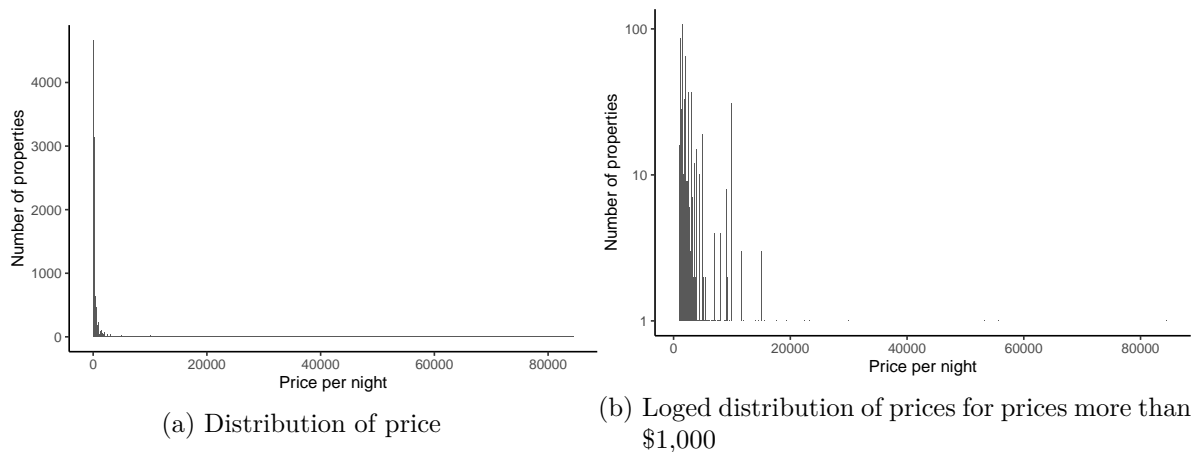 Number of properties
4000
3000
2000
1000
0
0 20000 40000 60000 80000
Price per night
(a) Distribution of price
Number of properties
100
10
1
0 20000 40000 60000 80000
Price per night
(b) Loged distribution of prices for prices more than
$1,000